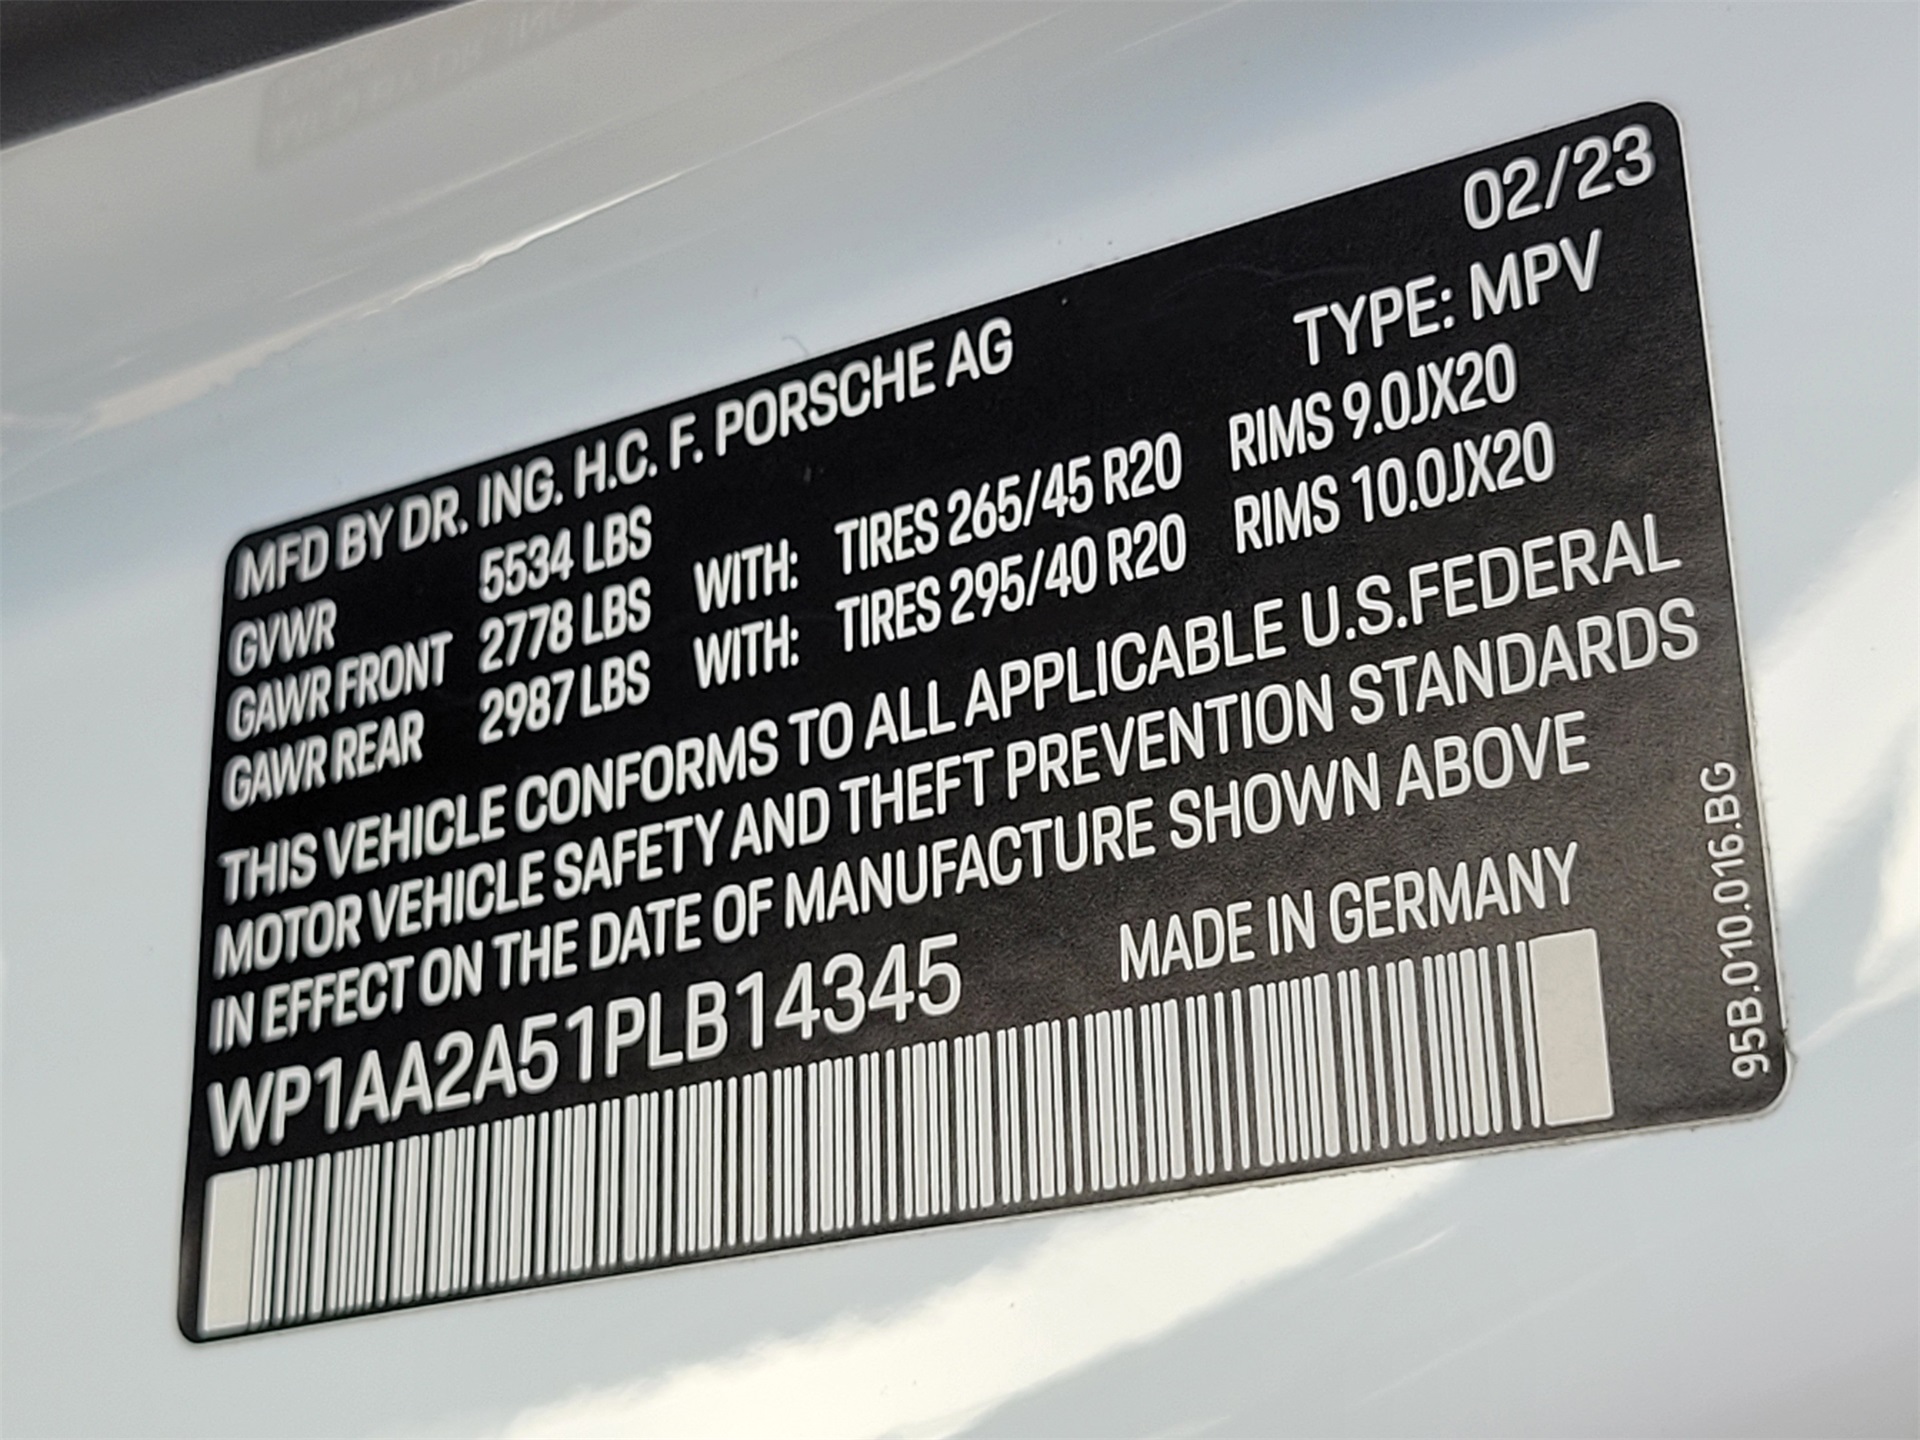 02/23
MFD BY DR. ING. H.C. F. PORSCHE AG TYPE: MPV
GVWR 5534 LBS
GAWR FRONT 2778 LBS WITH: TIRES 265/45 R20 RIMS 9.0JX20
GAWR REAR 2987 LBS WITH: TIRES 295/40 R20 RIMS 10.0JX20
THIS VEHICLE CONFORMS TO ALL APPLICABLE U.S.FEDERAL
MOTOR VEHICLE SAFETY AND THEFT PREVENTION STANDARDS
IN EFFECT ON THE DATE OF MANUFACTURE SHOWN ABOVE
WP1AA2A51PLB14345 MADE IN GERMANY
95B.010.016.BG